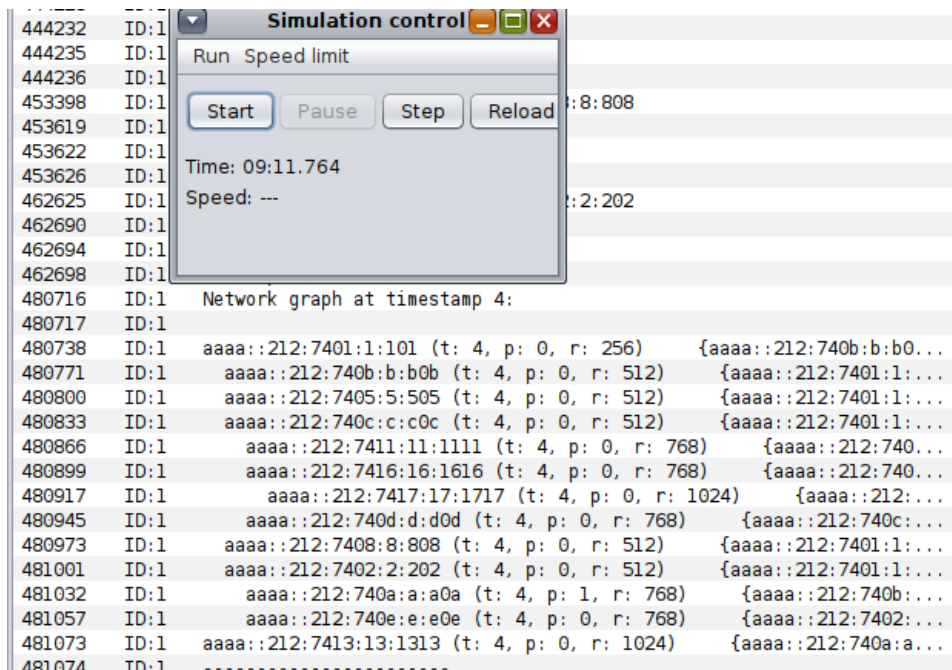 444232 ID:1
444235 ID:1
444236 ID:1
453398 ID:1 :8:808
453619 ID:1
453622 ID:1
453626 ID:1
462625 ID:1 :2:202
462690 ID:1
462694 ID:1
462698 ID:1
Simulation control
Run Speed limit
Start Pause Step Reload
Time: 09:11.764
Speed: ---
480716 ID:1 Network graph at timestamp 4:
480717 ID:1
480738 ID:1 aaaa::212:7401:1:101 (t: 4, p: 0, r: 256) {aaaa::212:740b:b:b0...
480771 ID:1 aaaa::212:740b:b:b0b (t: 4, p: 0, r: 512) {aaaa::212:7401:1:...
480800 ID:1 aaaa::212:7405:5:505 (t: 4, p: 0, r: 512) {aaaa::212:7401:1:...
480833 ID:1 aaaa::212:740c:c:c0c (t: 4, p: 0, r: 512) {aaaa::212:7401:1:...
480866 ID:1 aaaa::212:7411:11:1111 (t: 4, p: 0, r: 768) {aaaa::212:740...
480899 ID:1 aaaa::212:7416:16:1616 (t: 4, p: 0, r: 768) {aaaa::212:740...
480917 ID:1 aaaa::212:7417:17:1717 (t: 4, p: 0, r: 1024) {aaaa::212:...
480945 ID:1 aaaa::212:740d:d:d0d (t: 4, p: 0, r: 768) {aaaa::212:740c:...
480973 ID:1 aaaa::212:7408:8:808 (t: 4, p: 0, r: 512) {aaaa::212:7401:1:...
481001 ID:1 aaaa::212:7402:2:202 (t: 4, p: 0, r: 512) {aaaa::212:7401:1:...
481032 ID:1 aaaa::212:740a:a:a0a (t: 4, p: 1, r: 768) {aaaa::212:740b:...
481057 ID:1 aaaa::212:740e:e:e0e (t: 4, p: 0, r: 768) {aaaa::212:7402:...
481073 ID:1 aaaa::212:7413:13:1313 (t: 4, p: 0, r: 1024) {aaaa::212:740a:a...
481074 ID:1 -----------------------